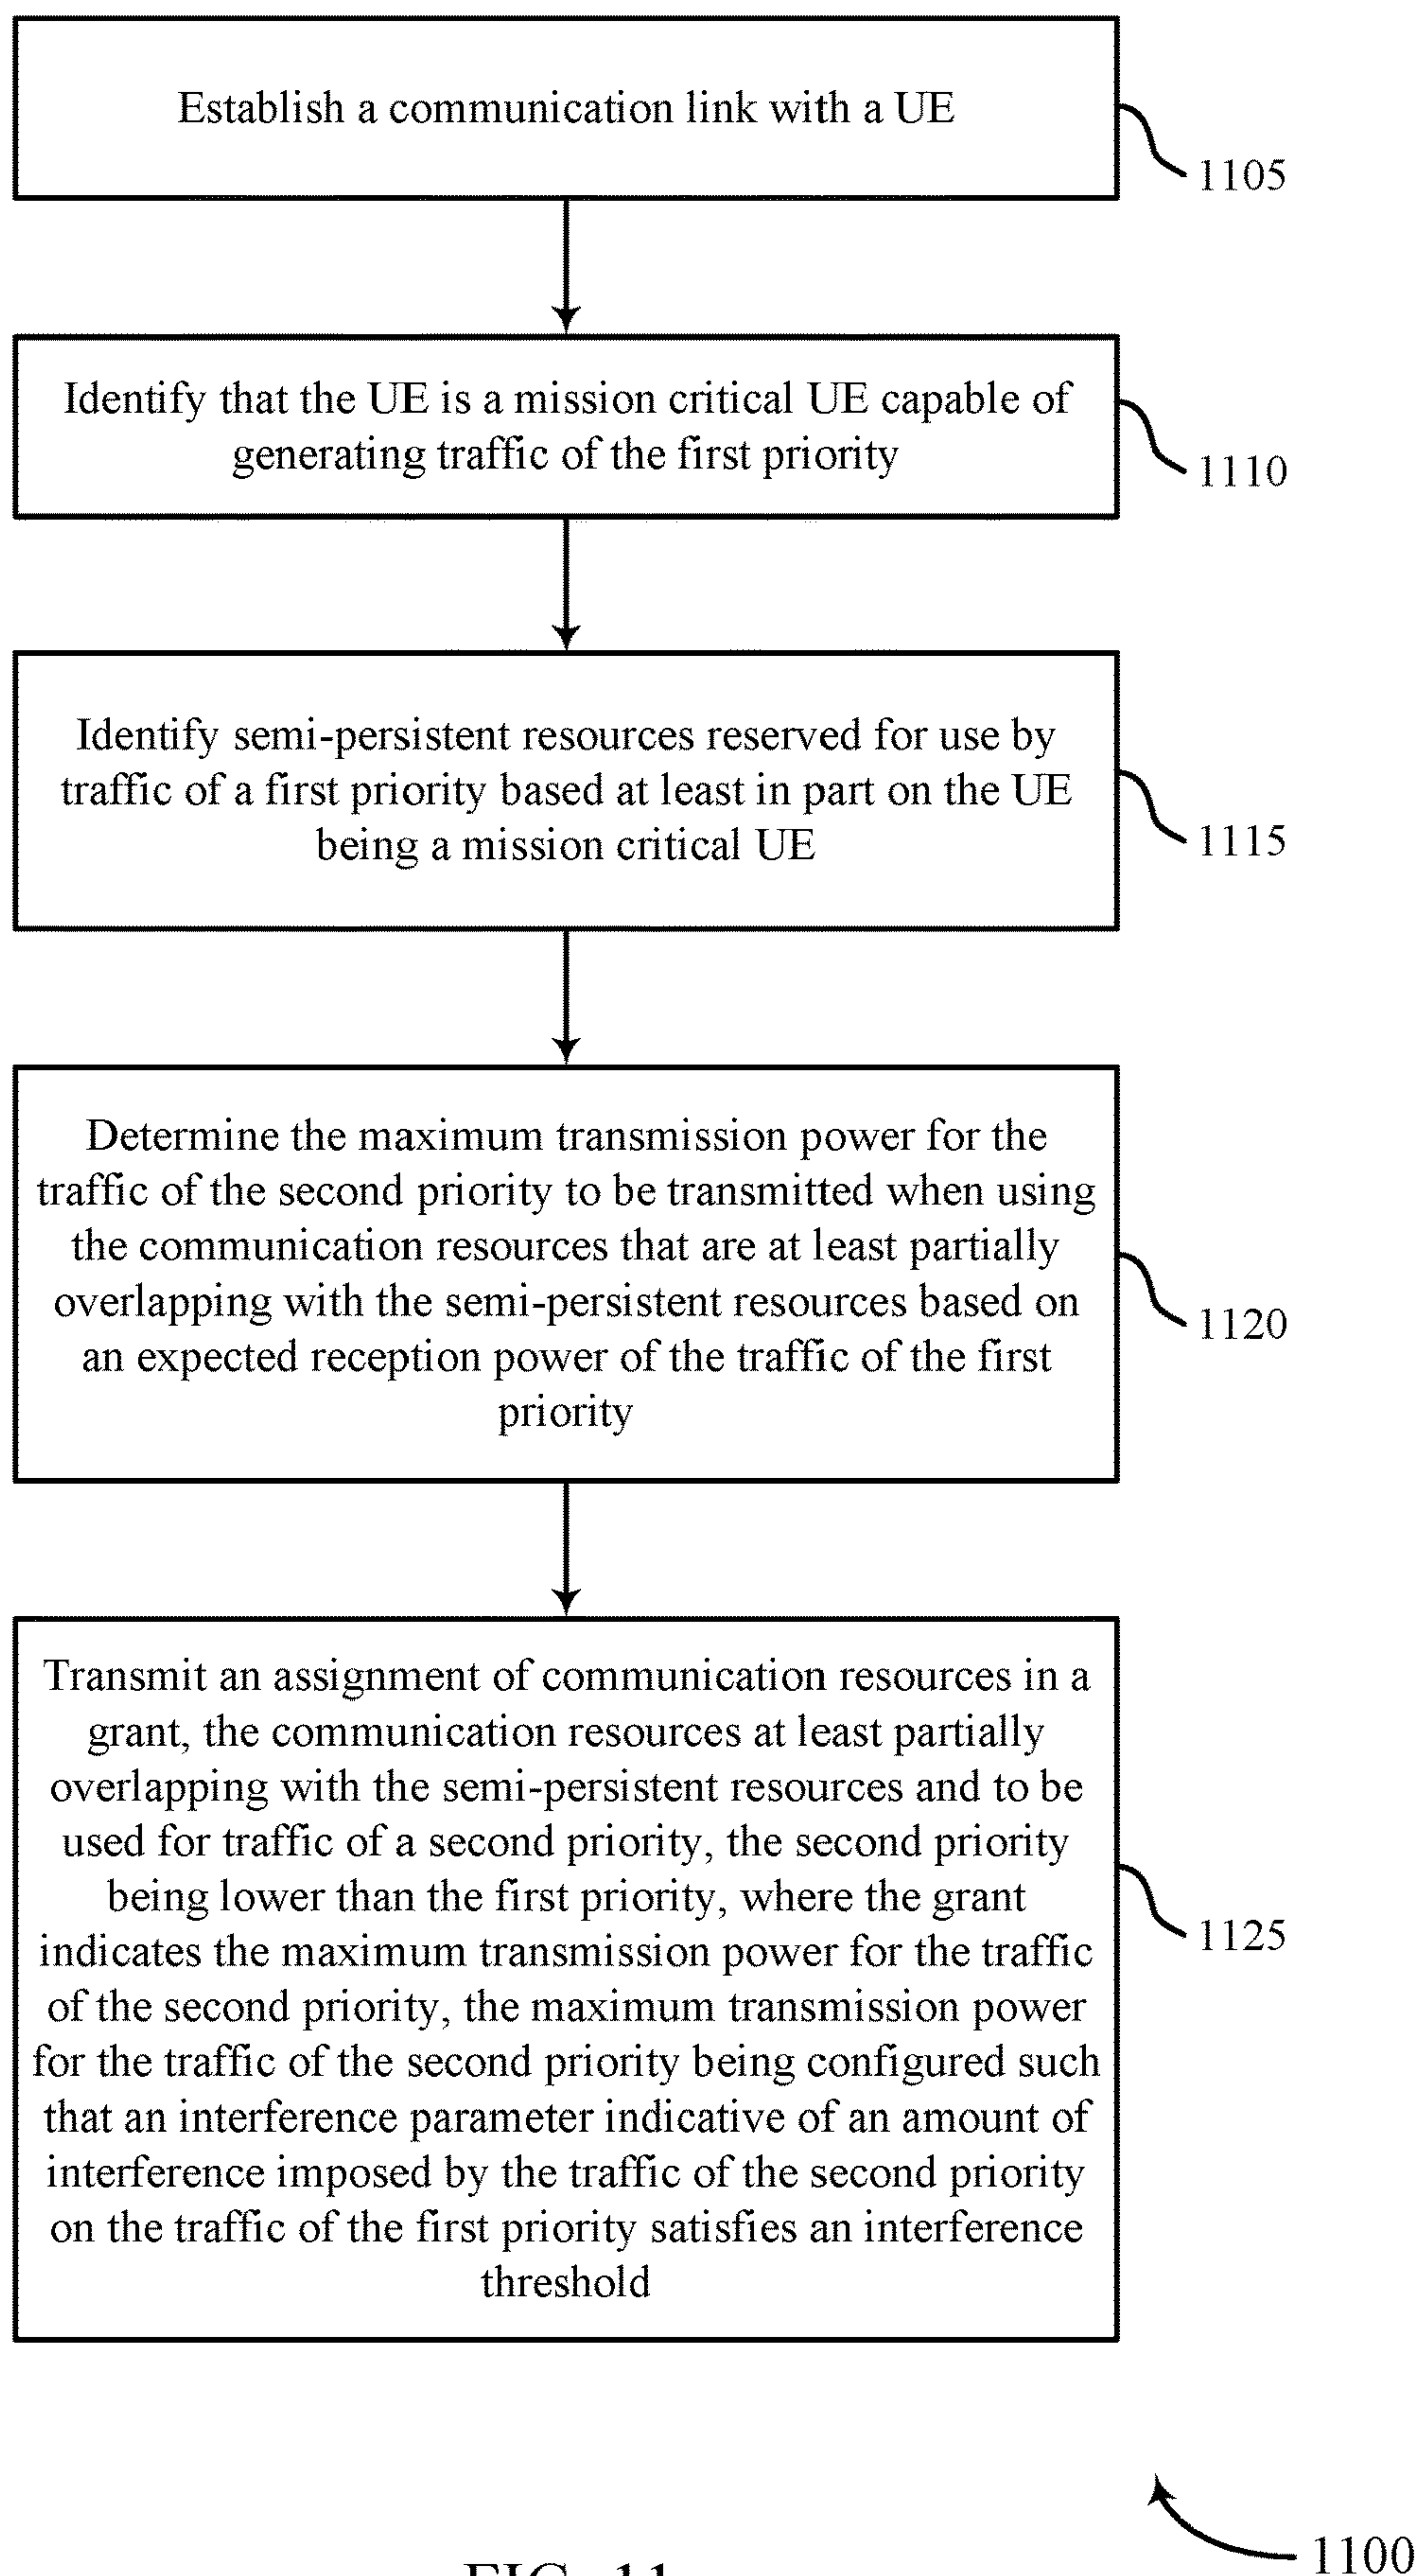 Establish a communication link with a UE
1105
Identify that the UE is a mission critical UE capable of
generating traffic of the first priority
1110
Identify semi-persistent resources reserved for use by
traffic of a first priority based at least in part on the UE
being a mission critical UE
1115
Determine the maximum transmission power for the
traffic of the second priority to be transmitted when using
the communication resources that are at least partially
overlapping with the semi-persistent resources based on
an expected reception power of the traffic of the first
priority
1120
Transmit an assignment of communication resources in a
grant, the communication resources at least partially
overlapping with the semi-persistent resources and to be
used for traffic of a second priority, the second priority
being lower than the first priority, where the grant
indicates the maximum transmission power for the traffic
of the second priority, the maximum transmission power
for the traffic of the second priority being configured such
that an interference parameter indicative of an amount of
interference imposed by the traffic of the second priority
on the traffic of the first priority satisfies an interference
threshold
1125
1100
FIG. 11